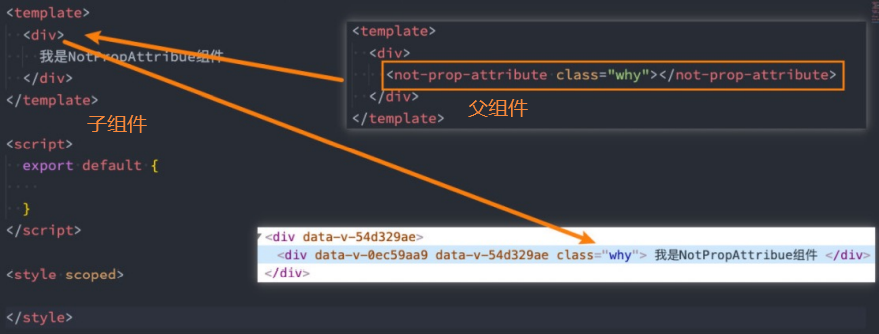 <template>
<div>
我是NotPropAttribue组件
</div>
</template>
子组件
<script>
export default {
}
</script>
<style scoped>
</style>
<template>
<div>
<not-prop-attribute class="why"></not-prop-attribute>
</div>
</template>
父组件
<div data-v-54d329ae>
<div data-v-0ec59aa9 data-v-54d329ae class="why"> 我是NotPropAttribue组件 </div>
</div>